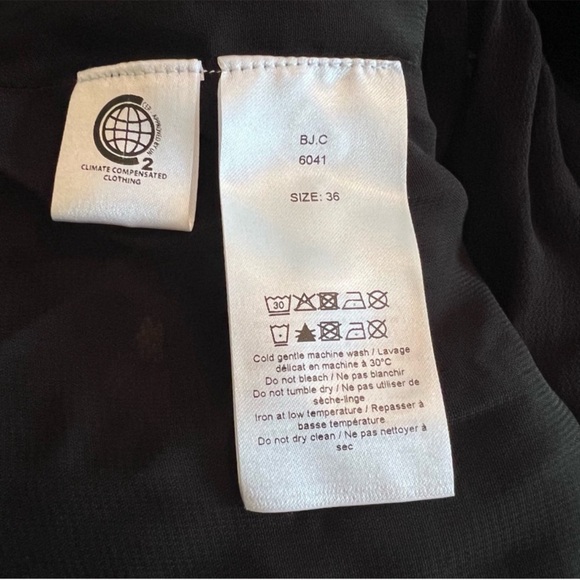 2
CLIMATE COMPENSATED
CLOTHING
BJ.C
6041
SIZE: 36
30
Cold gentle machine wash / Lavage
délicat en machine à 30°C
Do not bleach / Ne pas blanchir
Do not tumble dry / Ne pas utiliser de
sèche-linge
Iron at low temperature / Repasser à
basse température
Do not dry clean / Ne pas nettoyer à
sec